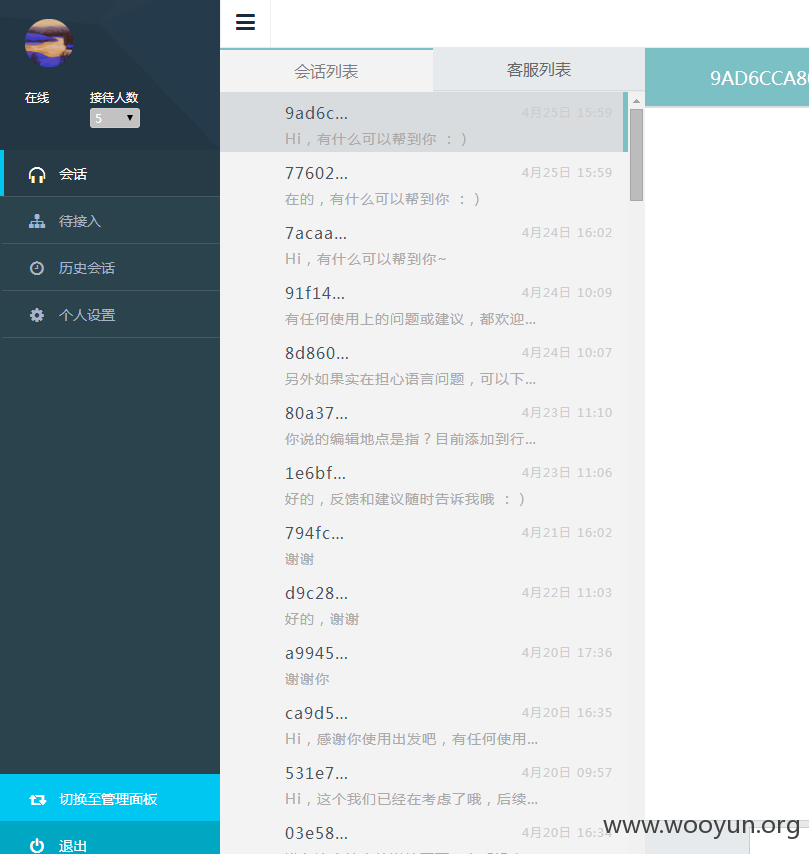 在线
接待人数
5
会话
待接入
历史会话
个人设置
切换至管理面板
退出
会话列表
客服列表
9ad6c...
4月25日 15:59
Hi，有什么可以帮到你 ：)
77602...
4月25日 15:59
在的，有什么可以帮到你 ：)
7acaa...
4月24日 16:02
Hi，有什么可以帮到你~
91f14...
4月24日 10:09
有任何使用上的问题或建议，都欢迎...
8d860...
4月24日 10:07
另外如果实在担心语言问题，可以下...
80a37...
4月23日 11:10
你说的编辑地点是指？目前添加到行...
1e6bf...
4月23日 11:06
好的，反馈和建议随时告诉我哦 ：)
794fc...
4月21日 16:02
谢谢
d9c28...
4月22日 11:03
好的，谢谢
a9945...
4月20日 17:36
谢谢你
ca9d5...
4月20日 16:35
Hi，感谢你使用出发吧，有任何使用...
531e7...
4月20日 09:57
Hi，这个我们已经在考虑了哦，后续...
03e58...
4月20日 16:34
9AD6CCA8
www.wooyun.org